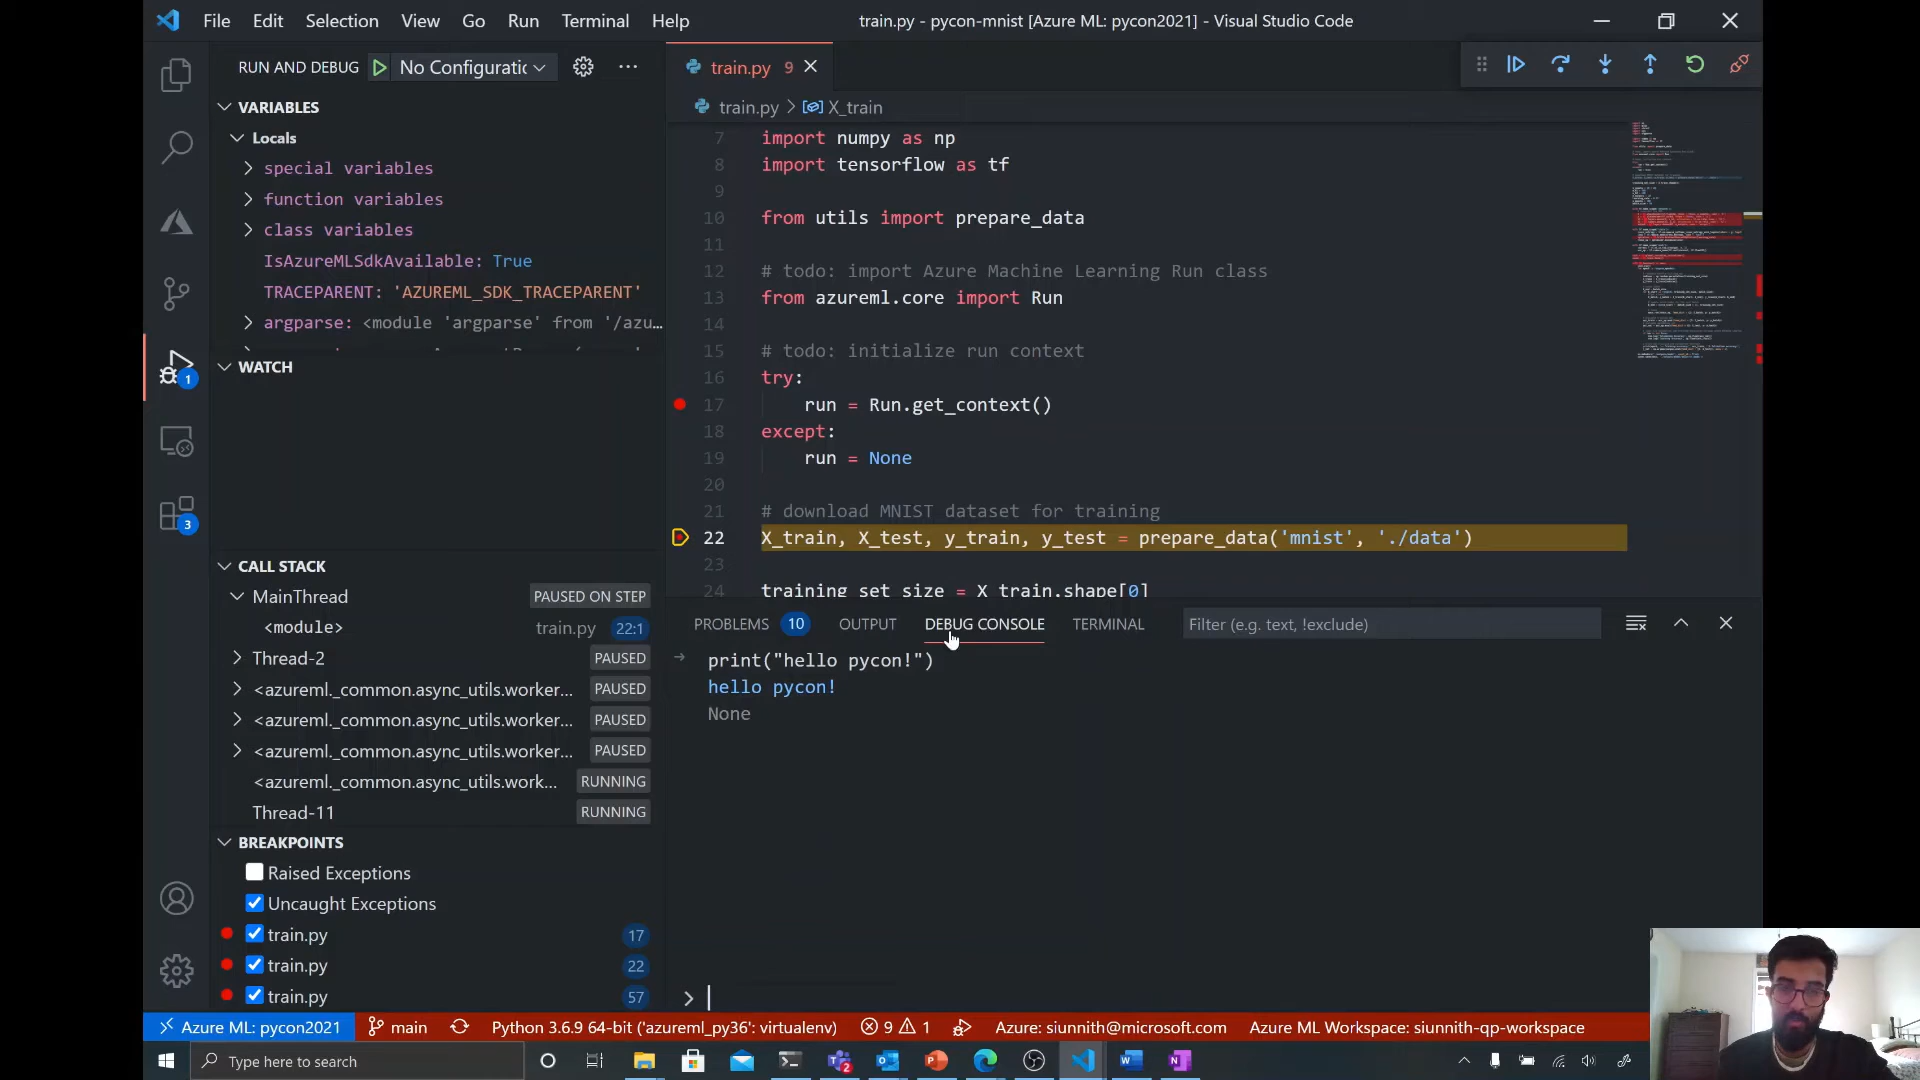 File Edit Selection View Go Run Terminal Help
train.py - pycon-mnist [Azure ML: pycon2021] - Visual Studio Code
RUN AND DEBUG No Configuratic
train.py 9
VARIABLES
train.py > X_train
Locals
special variables
function variables
class variables
IsAzureMLSdkAvailable: True
TRACEPARENT: 'AZUREML_SDK_TRACEPARENT'
argparse: <module 'argparse' from '/azu...
WATCH
CALL STACK
MainThread PAUSED ON STEP
<module> train.py 22:1
Thread-2 PAUSED
<azureml._common.async_utils.worker... PAUSED
<azureml._common.async_utils.worker... PAUSED
<azureml._common.async_utils.worker... PAUSED
<azureml._common.async_utils.work... RUNNING
Thread-11 RUNNING
BREAKPOINTS
Raised Exceptions
Uncaught Exceptions
train.py 17
train.py 22
train.py 57
7 import numpy as np
8 import tensorflow as tf
9
10 from utils import prepare_data
11
12 # todo: import Azure Machine Learning Run class
13 from azureml.core import Run
14
15 # todo: initialize run context
16 try:
17 run = Run.get_context()
18 except:
19 run = None
20
21 # download MNIST dataset for training
22 X_train, X_test, y_train, y_test = prepare_data('mnist', './data')
23
24 training_set_size = X_train.shape[0]
PROBLEMS 10 OUTPUT DEBUG CONSOLE TERMINAL Filter (e.g. text, !exclude)
print("hello pycon!")
hello pycon!
None
>
1
3
Azure ML: pycon2021 main Python 3.6.9 64-bit ('azureml_py36': virtualenv) 9 1 Azure: siunnith@microsoft.com Azure ML Workspace: siunnith-qp-workspace
Type here to search
2